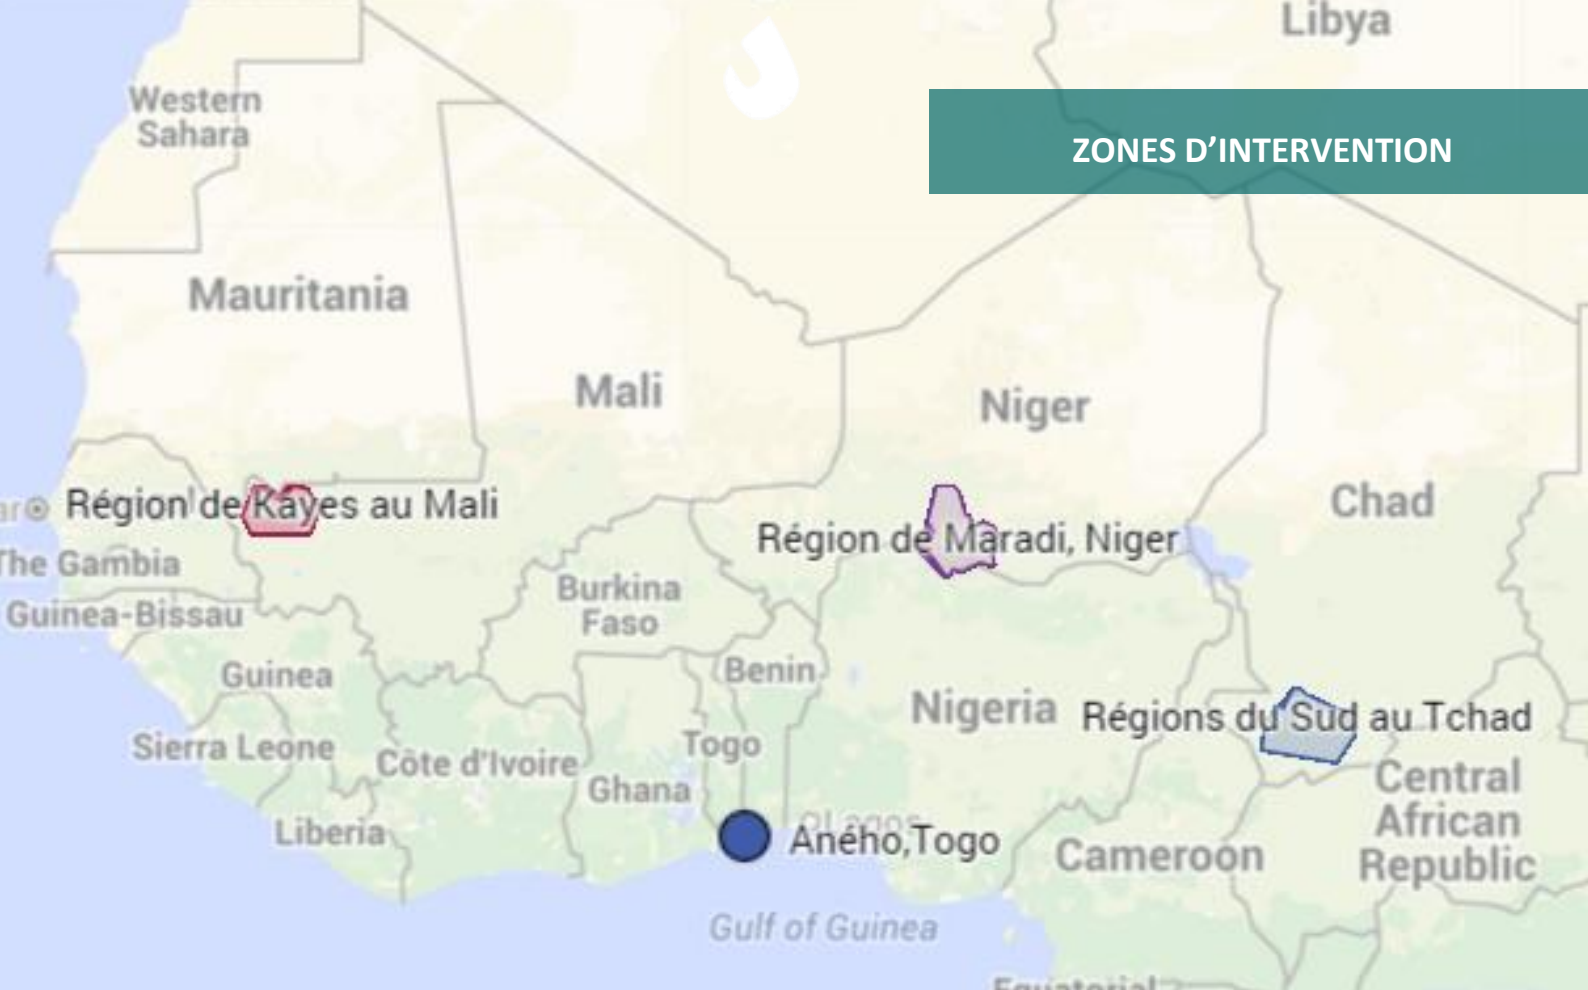 Libya
Western
Sahara
ZONES D'INTERVENTION
Mauritania
Mali
Niger
Chad
Région de Kayes au Mali
Région de Maradi, Niger
The Gambia
Burkina
Faso
Guinea-Bissau
Guinea
Benin
Nigeria
Régions du Sud au Tchad
Sierra Leone
Côte d'Ivoire
Togo
Ghana
Central
African
Republic
Liberia
Lagos
Aného,Togo
Cameroon
Gulf of Guinea